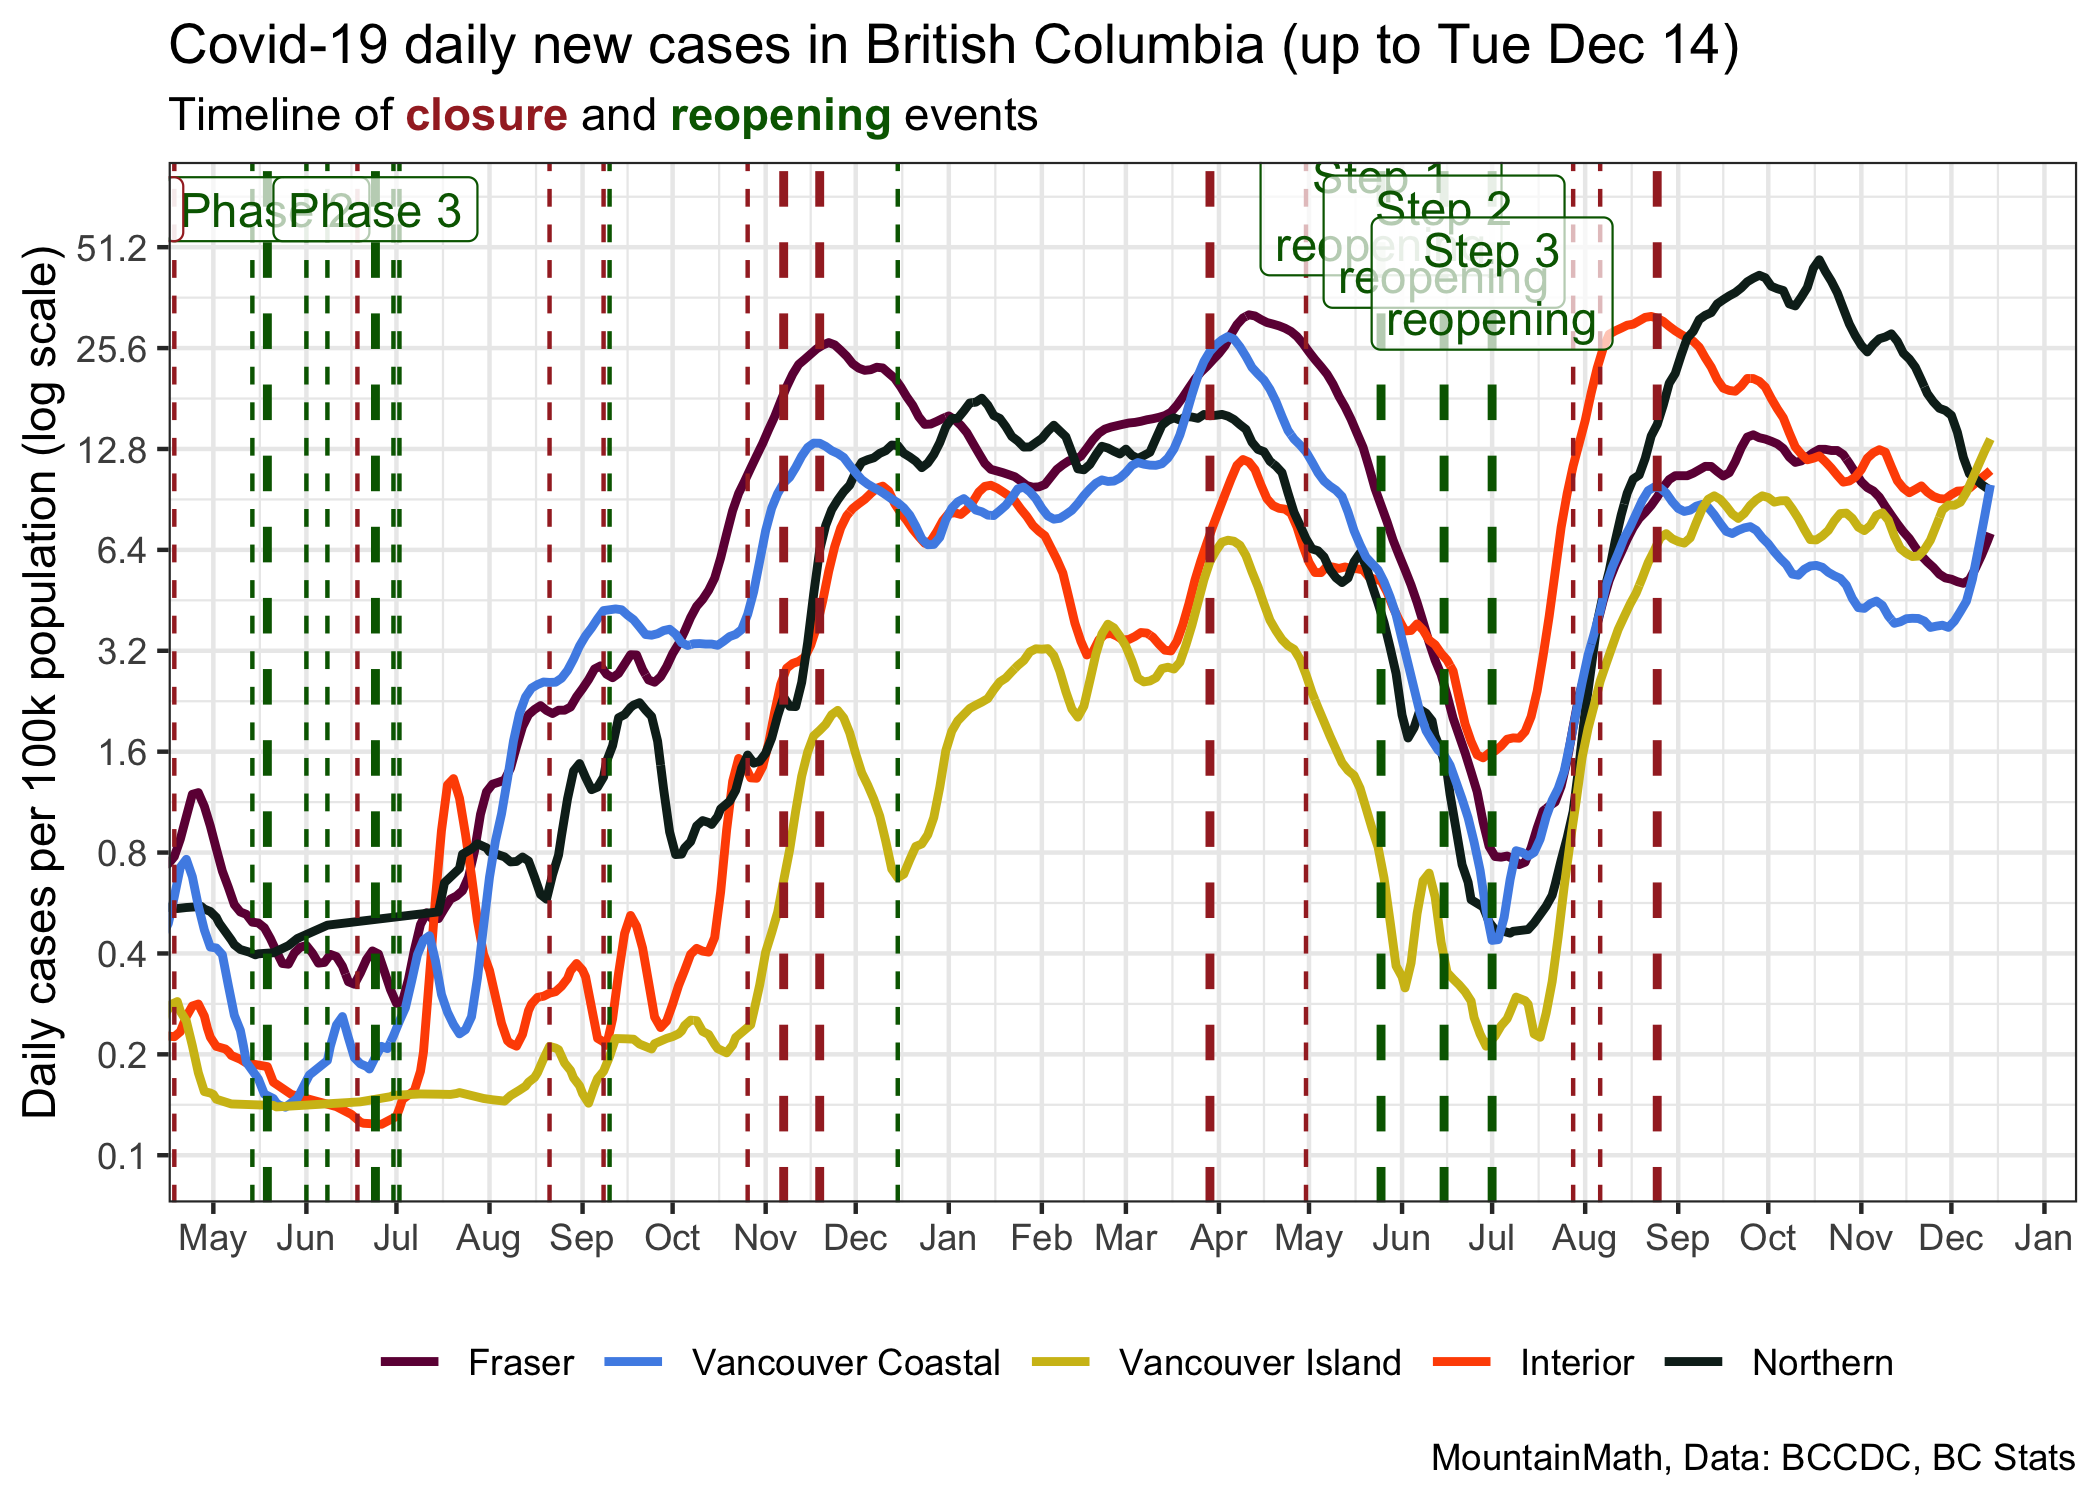 Covid-19 daily new cases in British Columbia (up to Tue Dec 14)
Timeline of closure and reopening events
Phase 2
Phase 3
Step 1
reopening
Step 2
reopening
Step 3
reopening
Daily cases per 100k population (log scale)
51.2
25.6
12.8
6.4
3.2
1.6
0.8
0.4
0.2
0.1
May Jun Jul Aug Sep Oct Nov Dec Jan Feb Mar Apr May Jun Jul Aug Sep Oct Nov Dec Jan
Fraser Vancouver Coastal Vancouver Island Interior Northern
MountainMath, Data: BCCDC, BC Stats